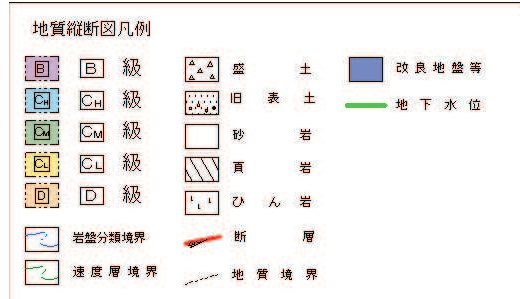 地質縦断図凡例
B B 級
CH CH 級
CM CM 級
CL CL 級
D D 級
岩盤分類境界
速度層境界
盛土
旧表土
砂岩
頁岩
ひん岩
断層
地質境界
改良地盤等
地下水位